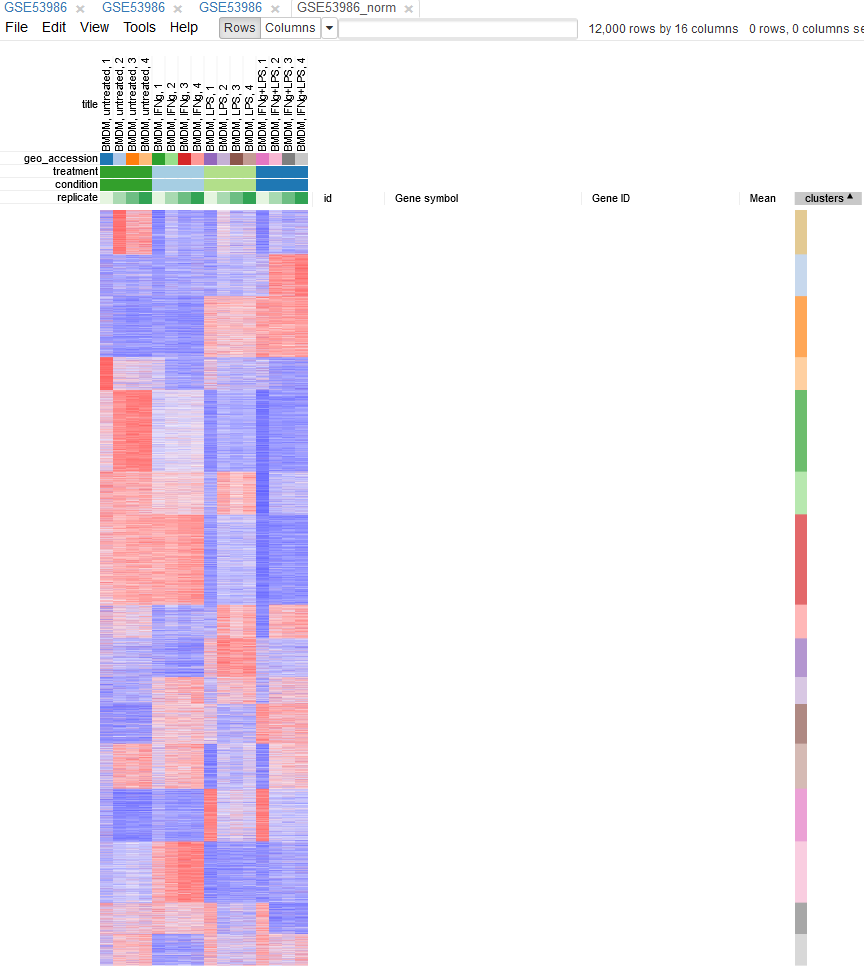 GSE53986 × GSE53986 × GSE53986 × GSE53986_norm ×
File Edit View Tools Help Rows Columns 12,000 rows by 16 columns 0 rows, 0 columns se
title
BMDM, untreated, 1
BMDM, untreated, 2
BMDM, untreated, 3
BMDM, untreated, 4
BMDM, IFNg, 1
BMDM, IFNg, 2
BMDM, IFNg, 3
BMDM, IFNg, 4
BMDM, LPS, 1
BMDM, LPS, 2
BMDM, LPS, 3
BMDM, LPS, 4
BMDM, IFNg+LPS, 1
BMDM, IFNg+LPS, 2
BMDM, IFNg+LPS, 3
BMDM, IFNg+LPS, 4
geo_accession
treatment
condition
replicate id Gene symbol Gene ID Mean clusters